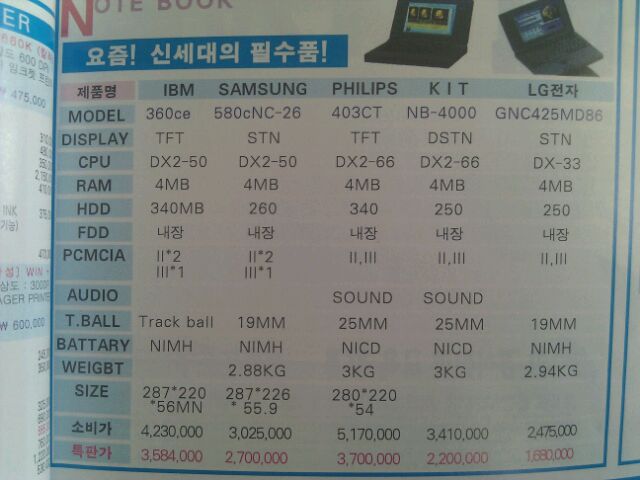 NOTE BOOK
요즘! 신세대의 필수품!
제품명 IBM SAMSUNG PHILIPS KIT LG전자
MODEL 360ce 580cNC-26 403CT NB-4000 GNC425MD86
DISPLAY TFT STN TFT DSTN STN
CPU DX2-50 DX2-50 DX2-66 DX2-66 DX-33
RAM 4MB 4MB 4MB 4MB 4MB
HDD 340MB 260 340 250 250
FDD 내장 내장 내장 내장 내장
PCMCIA II*2 II*2 II,III II,III II,III
III*1 III*1
AUDIO SOUND SOUND
T.BALL Track ball 19MM 25MM 25MM 19MM
BATTARY NIMH NIMH NICD NICD NIMH
WEIGBT 2.88KG 3KG 3KG 2.94KG
SIZE 287*220 287*226 280*220
*56MN * 55.9 *54
소비가 4,230,000 3,025,000 5,170,000 3,410,000 2,475,000
특판가 3,584,000 2,700,000 3,700,000 2,200,000 1,680,000
ER
660K
600 DPI
₩ 475,000
INK
WIN
AGER PRINTE
₩ 600,000